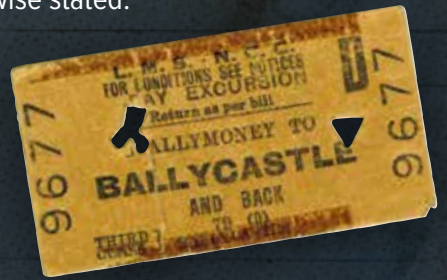 wise stated.
L. M. S. N. C. C.
FOR CONDITIONS SEE NOTICES
DAY EXCURSION
Return as per bill
BALLYMONEY TO
BALLYCASTLE
AND BACK
THIRD
9677
9677